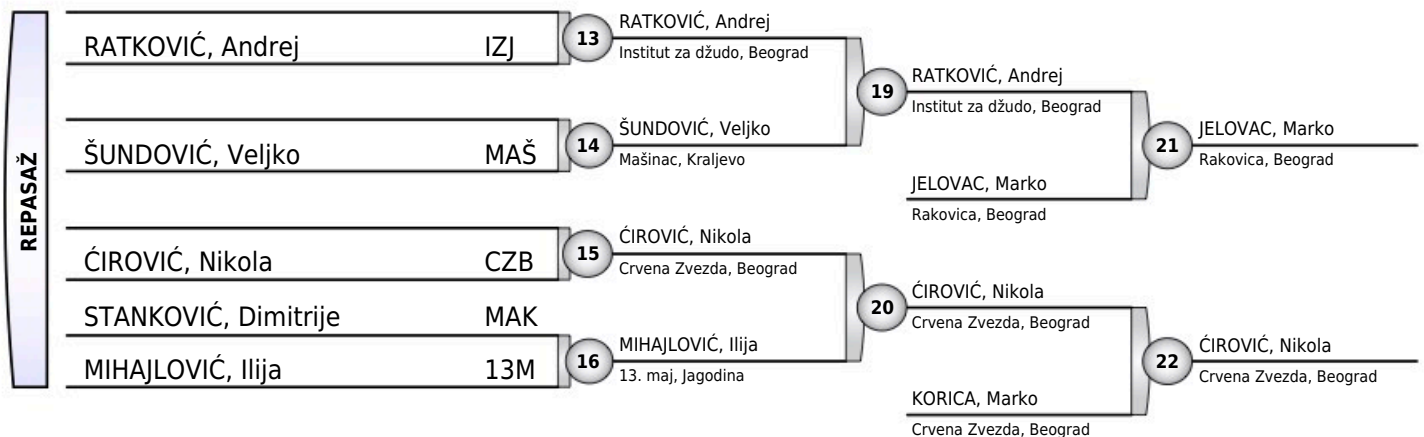 REPASAŽ
RATKOVIĆ, Andrej IZJ
ŠUNDOVIĆ, Veljko MAŠ
ĆIROVIĆ, Nikola CZB
STANKOVIĆ, Dimitrije MAK
MIHAJLOVIĆ, Ilija 13M
13
RATKOVIĆ, Andrej
Institut za džudo, Beograd
14
ŠUNDOVIĆ, Veljko
Mašinac, Kraljevo
15
ĆIROVIĆ, Nikola
Crvena Zvezda, Beograd
16
MIHAJLOVIĆ, Ilija
13. maj, Jagodina
19
RATKOVIĆ, Andrej
Institut za džudo, Beograd
JELOVAC, Marko
Rakovica, Beograd
20
ĆIROVIĆ, Nikola
Crvena Zvezda, Beograd
KORICA, Marko
Crvena Zvezda, Beograd
21
JELOVAC, Marko
Rakovica, Beograd
22
ĆIROVIĆ, Nikola
Crvena Zvezda, Beograd